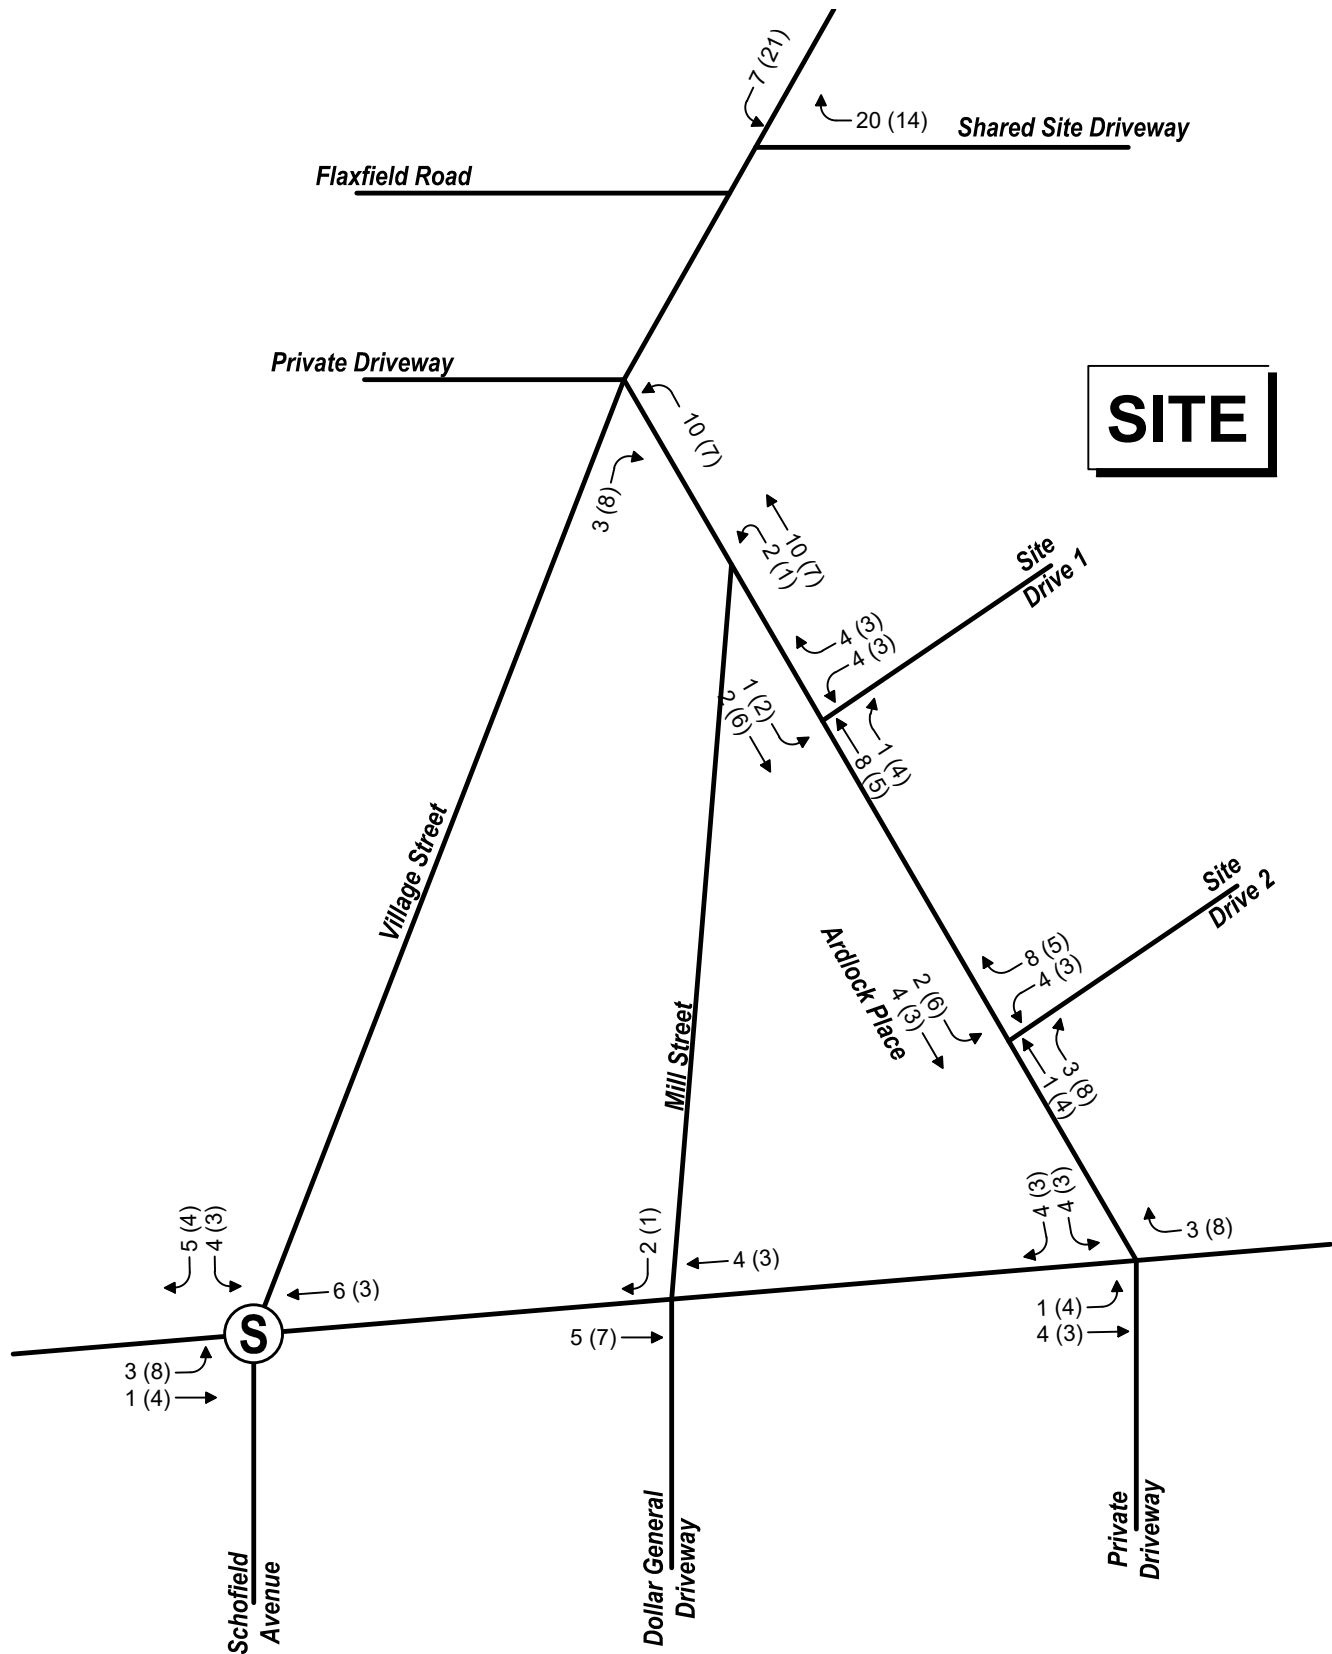 7 (21)
20 (14)
Shared Site Driveway
Flaxfield Road
Private Driveway
SITE
10 (7)
3 (8)
10 (7)
2 (1)
Site
Drive 1
4 (3)
4 (3)
1 (2)
2 (6)
1 (4)
8 (5)
Village Street
Site
Drive 2
Ardlock Place
8 (5)
4 (3)
2 (6)
4 (3)
Mill Street
3 (8)
1 (4)
4 (3)
4 (3)
3 (8)
5 (4)
4 (3)
2 (1)
4 (3)
6 (3)
S
1 (4)
4 (3)
5 (7)
3 (8)
1 (4)
Schofield
Avenue
Dollar General
Driveway
Private
Driveway